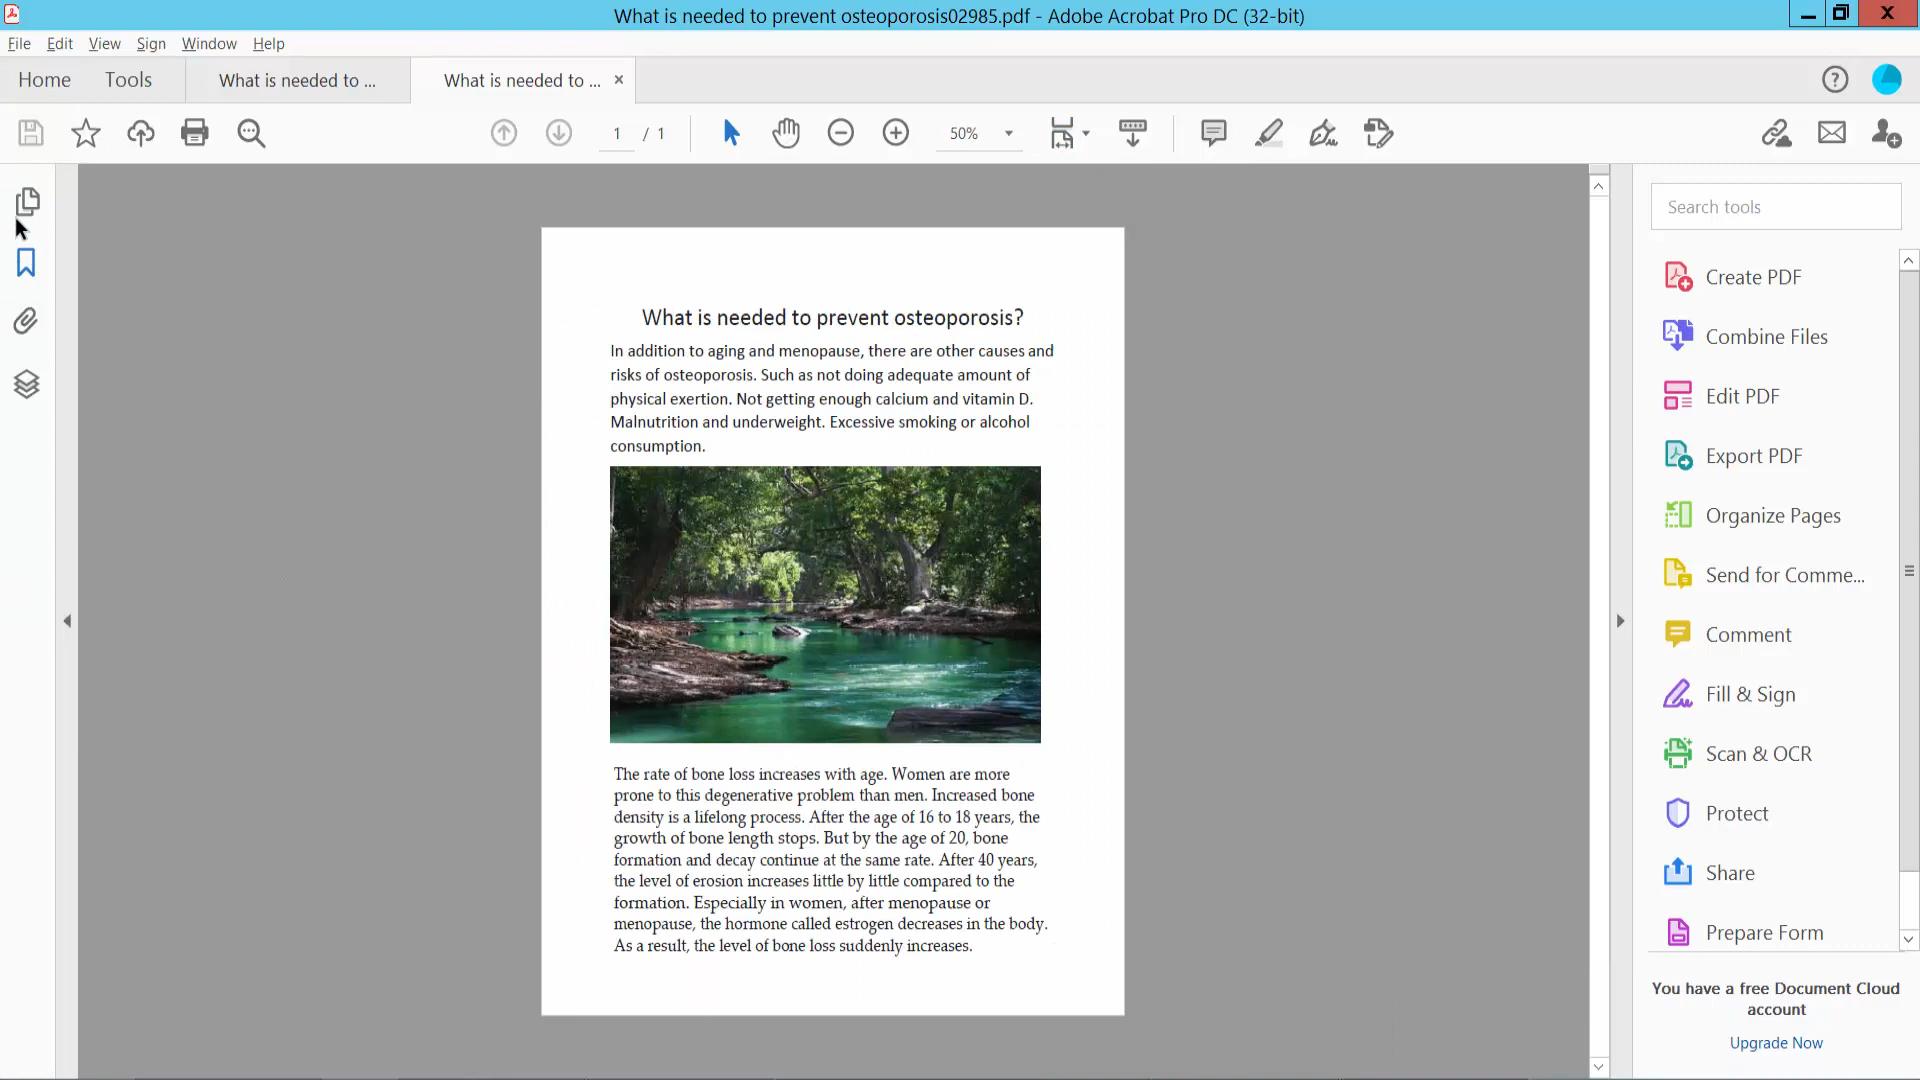 What is needed to prevent osteoporosis02985.pdf - Adobe Acrobat Pro DC (32-bit)
File Edit View Sign Window Help
Home Tools What is needed to ... What is needed to ...
1 / 1 50%
Search tools
Create PDF
Combine Files
Edit PDF
Export PDF
Organize Pages
Send for Comme...
Comment
Fill & Sign
Scan & OCR
Protect
Share
Prepare Form
You have a free Document Cloud
account
Upgrade Now
What is needed to prevent osteoporosis?
In addition to aging and menopause, there are other causes and
risks of osteoporosis. Such as not doing adequate amount of
physical exertion. Not getting enough calcium and vitamin D.
Malnutrition and underweight. Excessive smoking or alcohol
consumption.
The rate of bone loss increases with age. Women are more
prone to this degenerative problem than men. Increased bone
density is a lifelong process. After the age of 16 to 18 years, the
growth of bone length stops. But by the age of 20, bone
formation and decay continue at the same rate. After 40 years,
the level of erosion increases little by little compared to the
formation. Especially in women, after menopause or
menopause, the hormone called estrogen decreases in the body.
As a result, the level of bone loss suddenly increases.